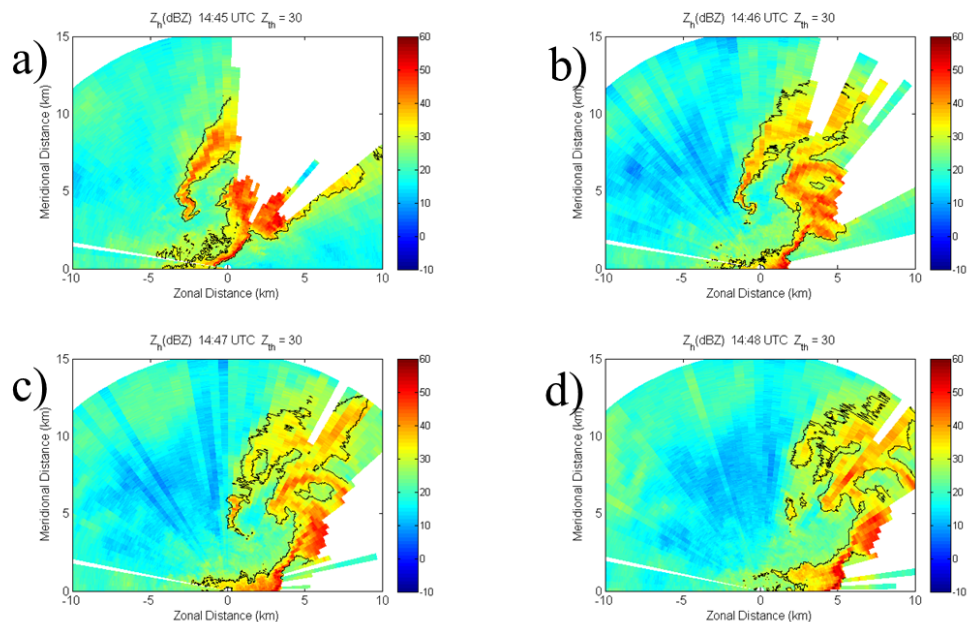 Z_h(dBZ) 14:45 UTC Z_th = 30
a)
Meridional Distance (km)
15
10
5
0
-10 -5 0 5 10
Zonal Distance (km)
60
50
40
30
20
10
0
-10
Z_h(dBZ) 14:46 UTC Z_th = 30
b)
Meridional Distance (km)
15
10
5
0
-10 -5 0 5 10
Zonal Distance (km)
60
50
40
30
20
10
0
-10
Z_h(dBZ) 14:47 UTC Z_th = 30
c)
Meridional Distance (km)
15
10
5
0
-10 -5 0 5 10
Zonal Distance (km)
60
50
40
30
20
10
0
-10
Z_h(dBZ) 14:48 UTC Z_th = 30
d)
Meridional Distance (km)
15
10
5
0
-10 -5 0 5 10
Zonal Distance (km)
60
50
40
30
20
10
0
-10